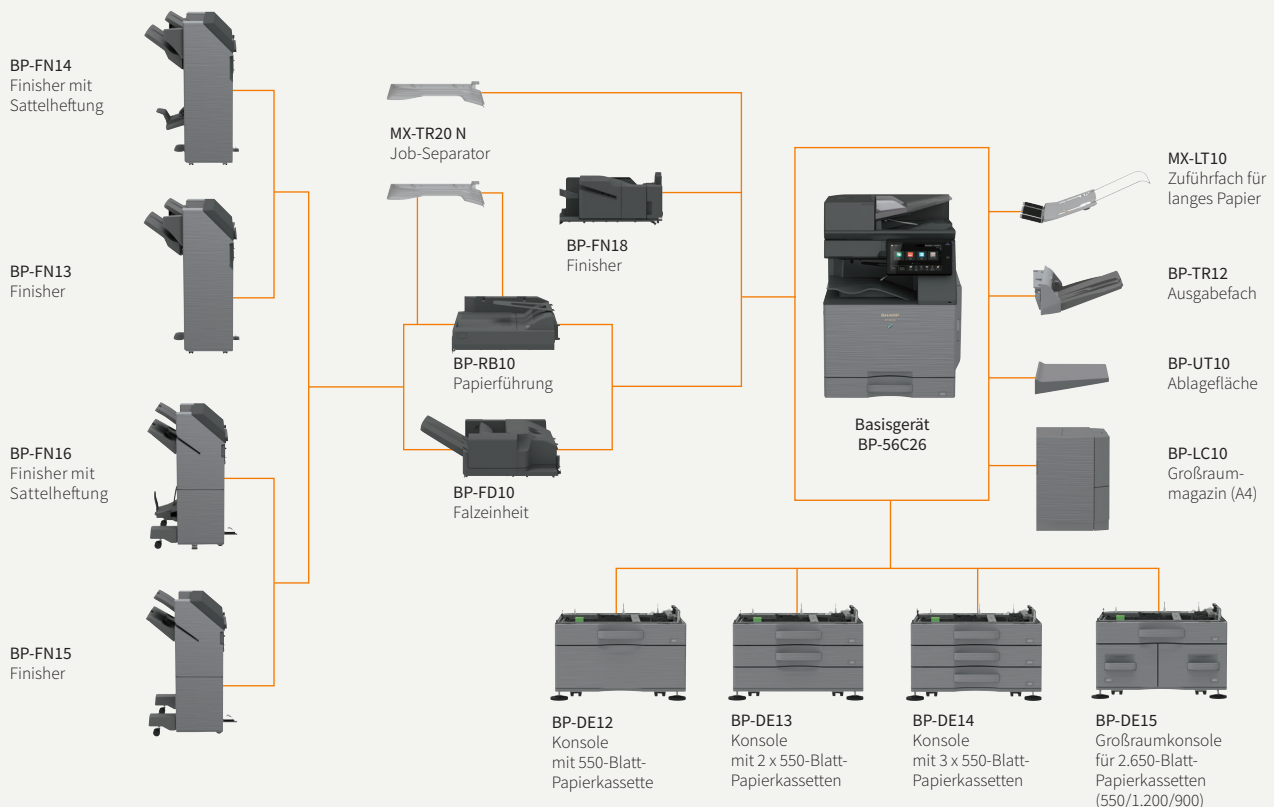 BP-FN14
Finisher mit
Sattelheftung
BP-FN13
Finisher
BP-FN16
Finisher mit
Sattelheftung
BP-FN15
Finisher
MX-TR20 N
Job-Separator
BP-FN18
Finisher
BP-RB10
Papierführung
BP-FD10
Falzeinheit
Basisgerät
BP-56C26
MX-LT10
Zuführfach für
langes Papier
BP-TR12
Ausgabefach
BP-UT10
Ablagefläche
BP-LC10
Großraum-
magazin (A4)
BP-DE12
Konsole
mit 550-Blatt-
Papierkassette
BP-DE13
Konsole
mit 2 x 550-Blatt-
Papierkassetten
BP-DE14
Konsole
mit 3 x 550-Blatt-
Papierkassetten
BP-DE15
Großraumkonsole
für 2.650-Blatt-
Papierkassetten
(550/1.200/900)